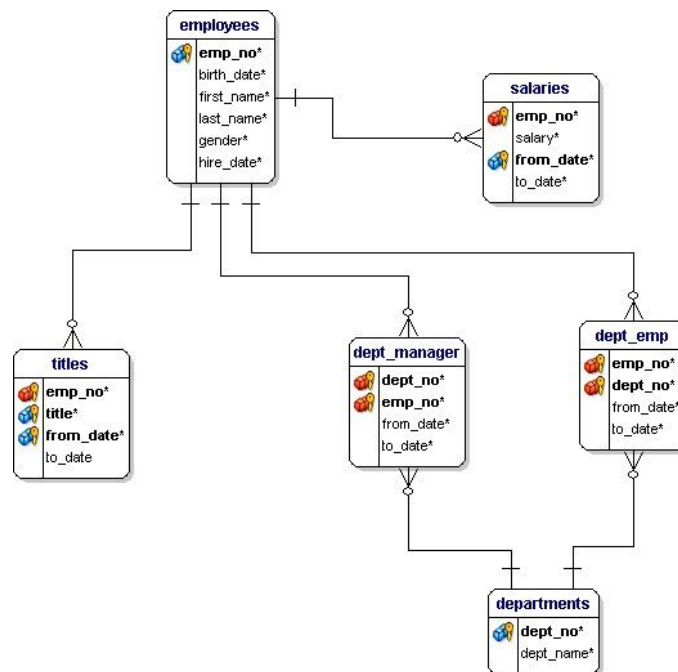 employees
emp_no*
birth_date*
first_name*
last_name*
gender*
hire_date*
salaries
emp_no*
salary*
from_date*
to_date*
titles
emp_no*
title*
from_date*
to_date
dept_manager
dept_no*
emp_no*
from_date*
to_date*
dept_emp
emp_no*
dept_no*
from_date*
to_date*
departments
dept_no*
dept_name*